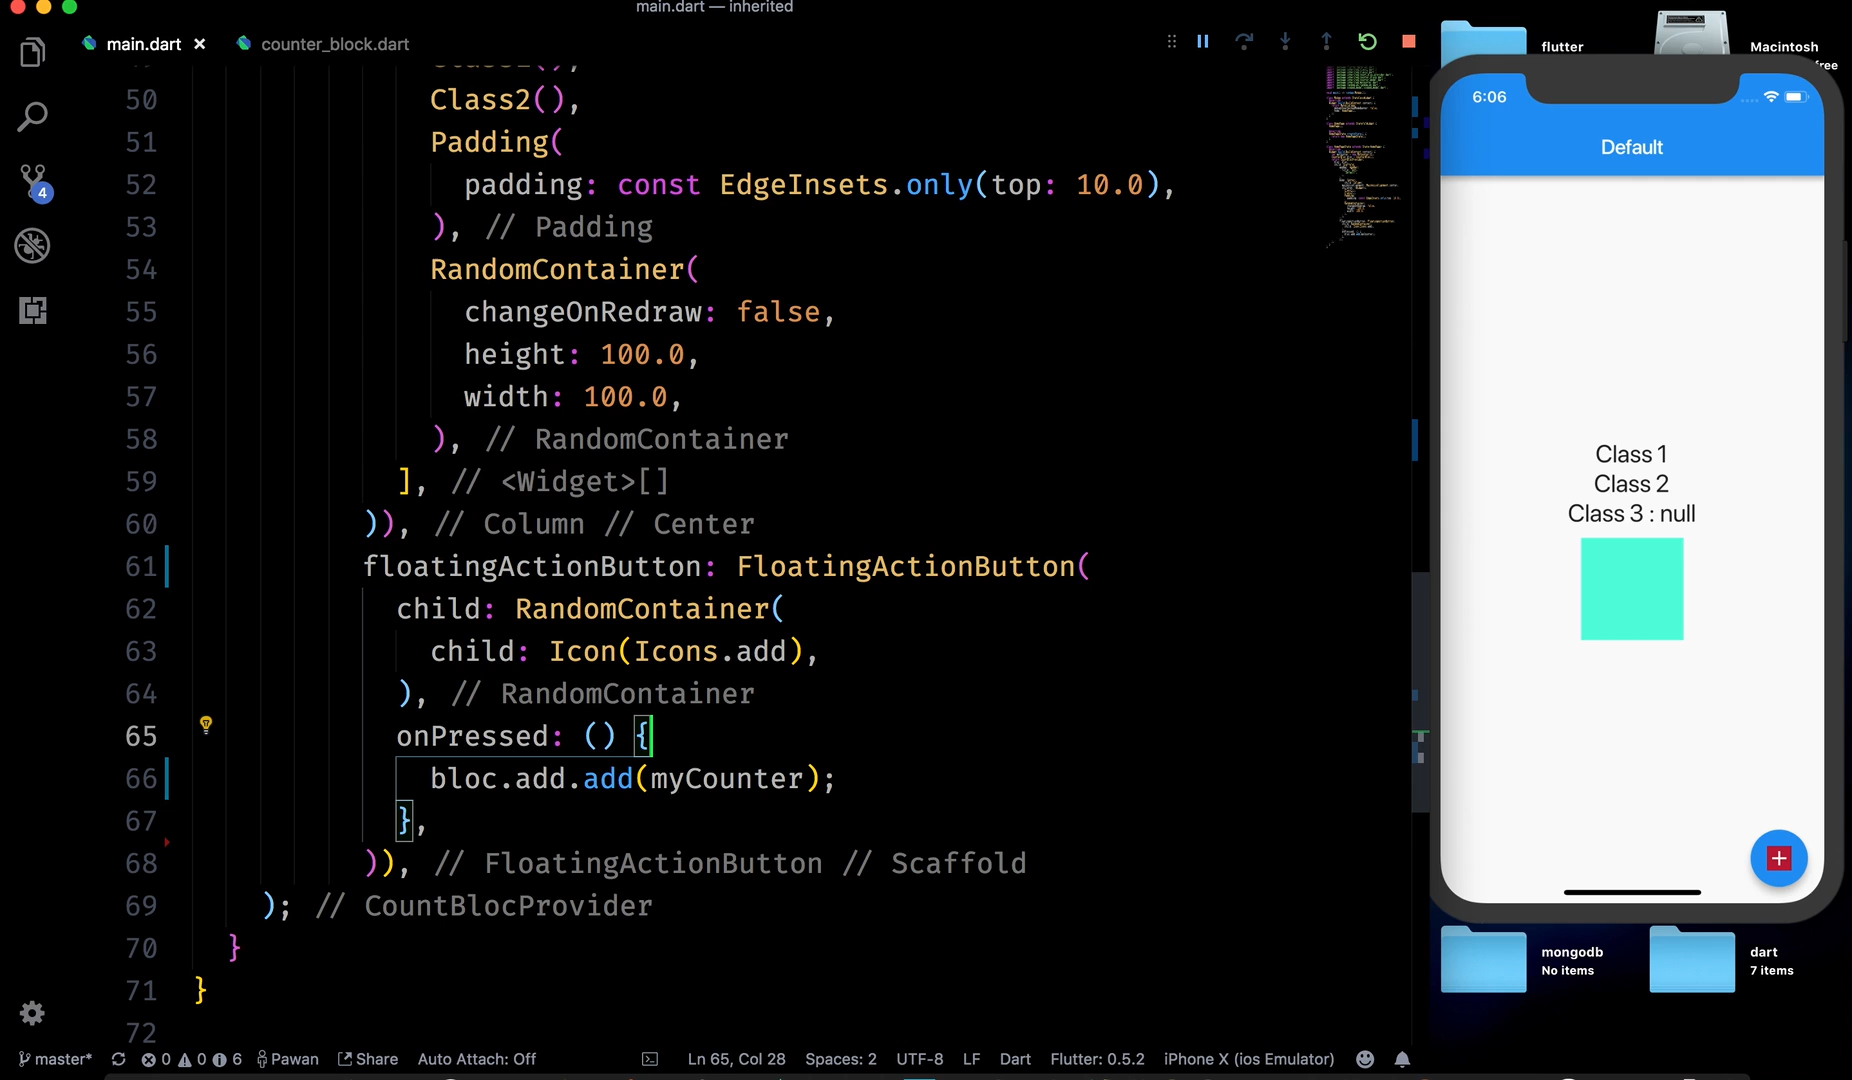 main.dart — inherited
main.dart × counter_block.dart
50 Class2(),
51 Padding(
52 padding: const EdgeInsets.only(top: 10.0),
53 ), // Padding
54 RandomContainer(
55 changeOnRedraw: false,
56 height: 100.0,
57 width: 100.0,
58 ), // RandomContainer
59 ], // <Widget>[]
60 )), // Column // Center
61 floatingActionButton: FloatingActionButton(
62 child: RandomContainer(
63 child: Icon(Icons.add),
64 ), // RandomContainer
65 onPressed: () {
66 bloc.add.add(myCounter);
67 },
68 )), // FloatingActionButton // Scaffold
69 ); // CountBlocProvider
70 }
71 }
72
4
master* 0 0 6 Pawan Share Auto Attach: Off Ln 65, Col 28 Spaces: 2 UTF-8 LF Dart Flutter: 0.5.2 iPhone X (ios Emulator)
flutter
Macintosh
free
6:06
Default
Class 1
Class 2
Class 3 : null
mongodb
No items
dart
7 items